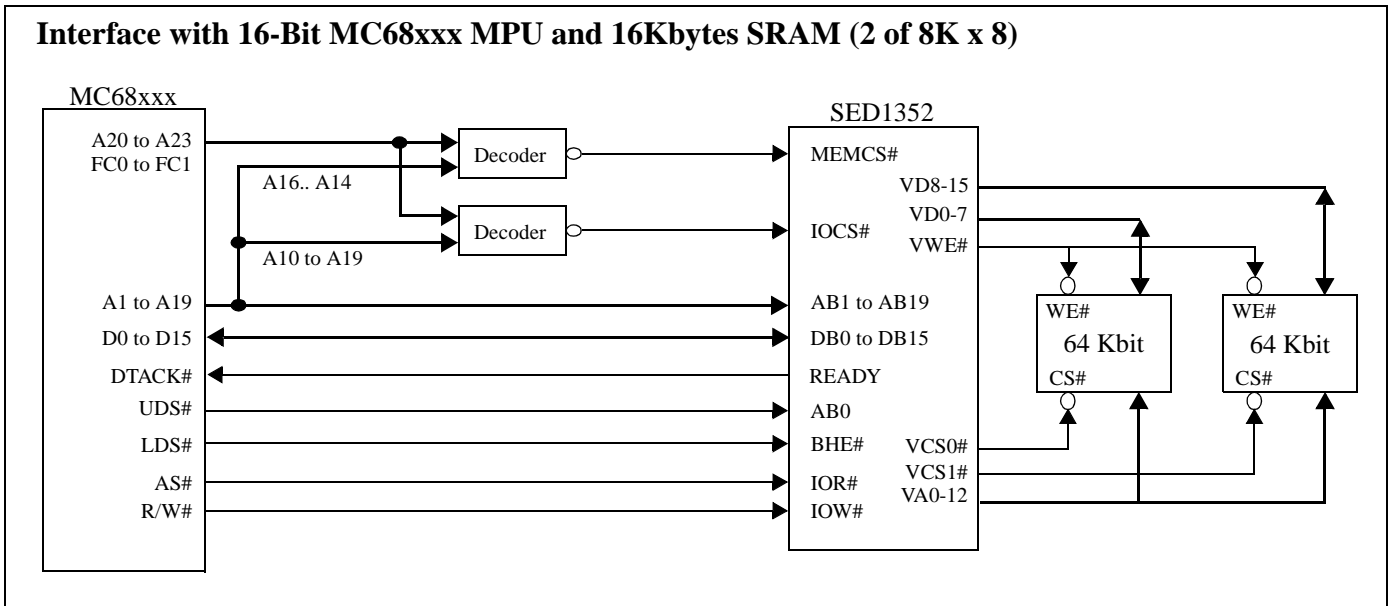 Interface with 16-Bit MC68xxx MPU and 16Kbytes SRAM (2 of 8K x 8)
MC68xxx
A20 to A23
FC0 to FC1
A1 to A19
D0 to D15
DTACK#
UDS#
LDS#
AS#
R/W#
Decoder
A16.. A14
Decoder
A10 to A19
SED1352
MEMCS#
IOCS#
AB1 to AB19
DB0 to DB15
READY
AB0
BHE#
IOR#
IOW#
VD8-15
VD0-7
VWE#
VCS0#
VCS1#
VA0-12
WE#
64 Kbit
CS#
WE#
64 Kbit
CS#